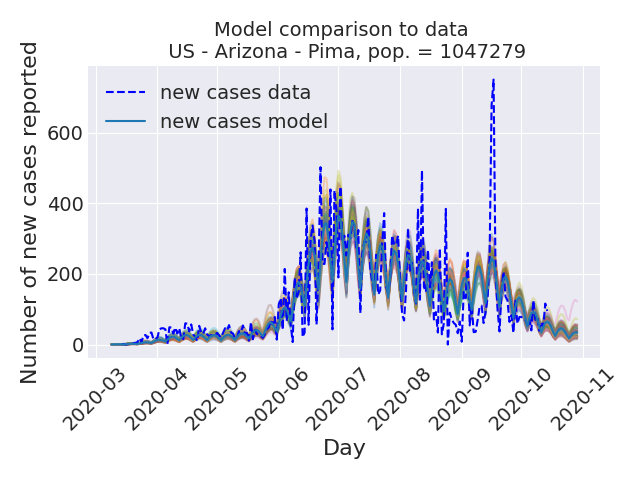 Model comparison to data
US - Arizona - Pima, pop. = 1047279
new cases data
new cases model
Number of new cases reported
600
400
200
0
2020-03
2020-04
2020-05
2020-06
2020-07
2020-08
2020-09
2020-10
2020-11
Day